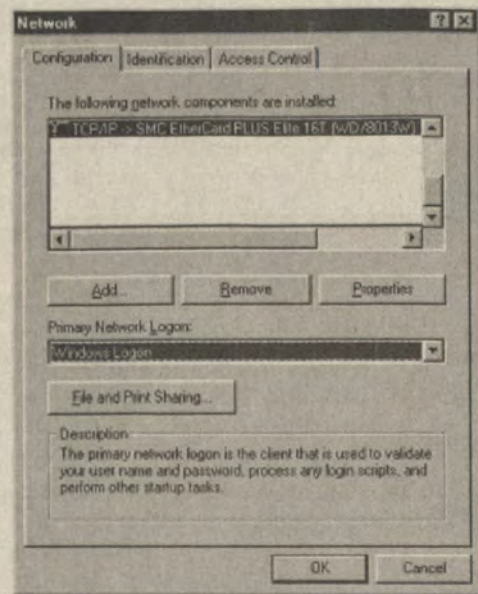 Network
Configuration Identification Access Control
The following network components are installed:
TCP/IP -> SMC EtherCard PLUS Elite 16T (WD/8013W)
Add... Remove Properties
Primary Network Logon:
Windows Logon
File and Print Sharing...
Description
The primary network logon is the client that is used to validate
your user name and password, process any login scripts, and
perform other startup tasks.
OK Cancel